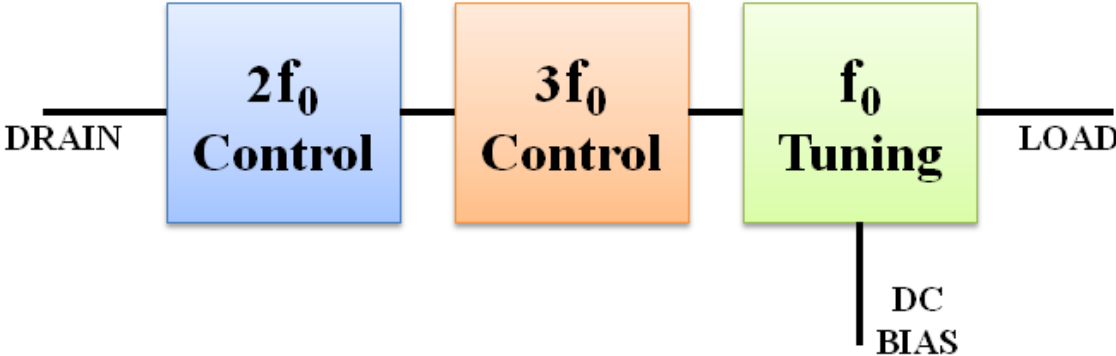 DRAIN
2f₀
Control
3f₀
Control
f₀
Tuning
LOAD
DC
BIAS